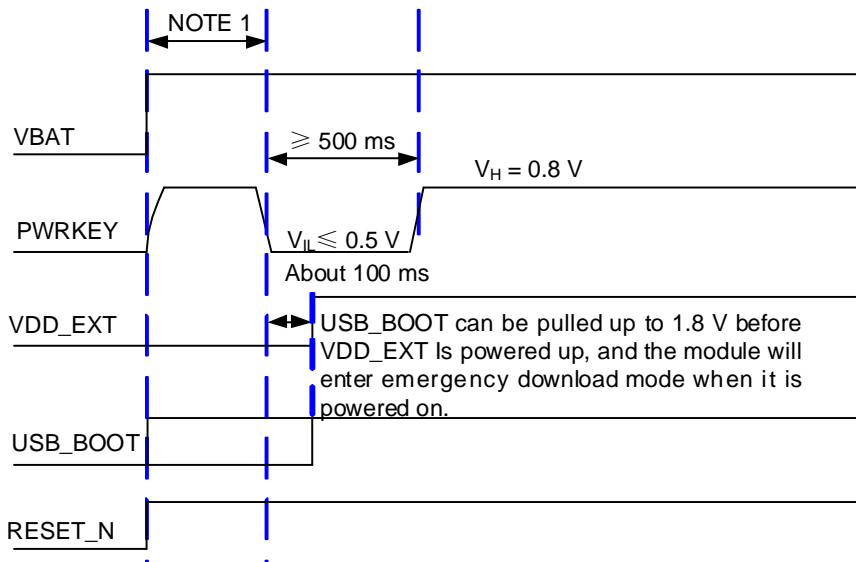 NOTE 1
VBAT
≥ 500 ms
VH = 0.8 V
PWRKEY
VIL ≤ 0.5 V
About 100 ms
VDD_EXT
USB_BOOT can be pulled up to 1.8 V before
VDD_EXT Is powered up, and the module will
enter emergency download mode when it is
powered on.
USB_BOOT
RESET_N